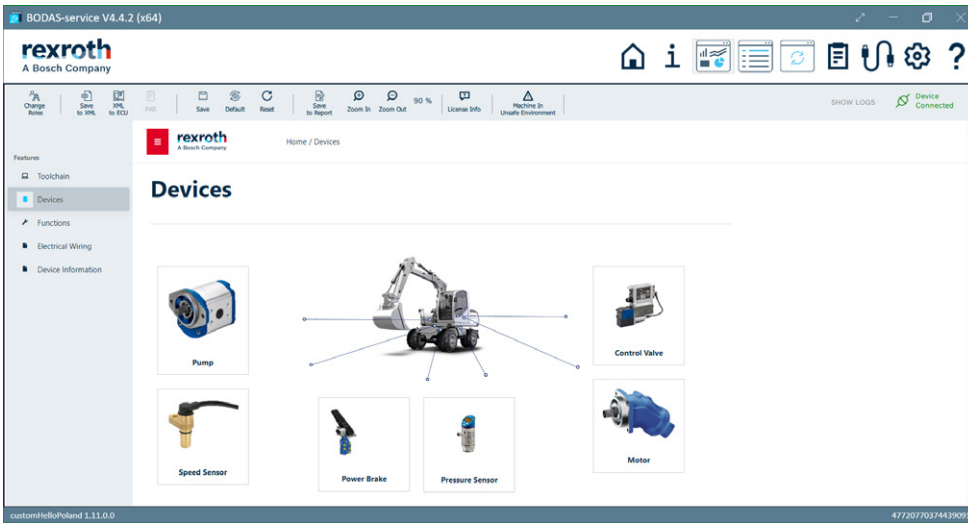 BODAS-service V4.4.2 (x64)
rexroth
A Bosch Company
Change Roles
Save to XML
XML to ECU
PAR
Save
Default
Reset
Save to Report
Zoom In
Zoom Out
90 %
License Info
Machine In Unsafe Environment
SHOW LOGS
Device Connected
rexroth
A Bosch Company
Home / Devices
Features
Toolchain
Devices
Functions
Electrical Wiring
Device Information
Devices
Pump
Control Valve
Speed Sensor
Power Brake
Pressure Sensor
Motor
customHelloPoland 1.11.0.0